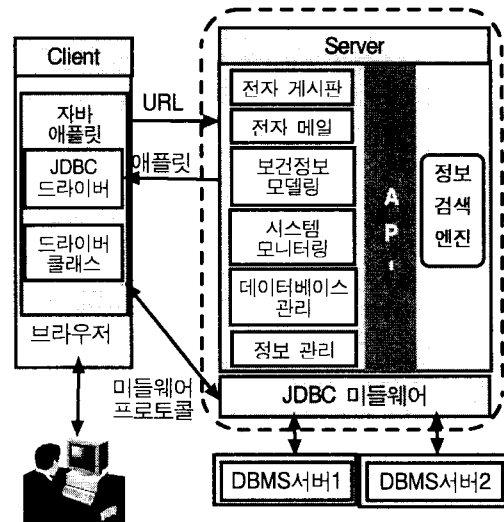 Client
자바
애플릿
JDBC
드라이버
드라이버
클래스
브라우저
URL
애플릿
미들웨어
프로토콜
Server
전자 게시판
전자 메일
보건정보
모델링
시스템
모니터링
데이터베이스
관리
정보 관리
API
정보
검색
엔진
JDBC 미들웨어
DBMS서버1
DBMS서버2